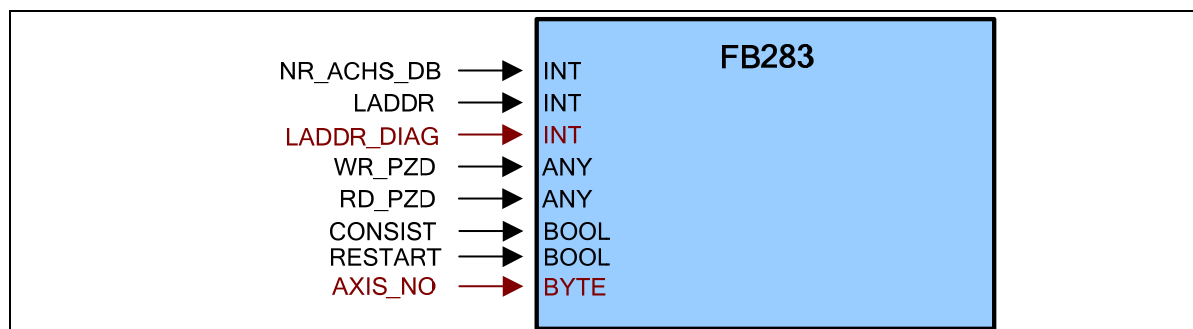 FB283
NR_ACHS_DB INT
LADDR INT
LADDR_DIAG INT
WR_PZD ANY
RD_PZD ANY
CONSIST BOOL
RESTART BOOL
AXIS_NO BYTE